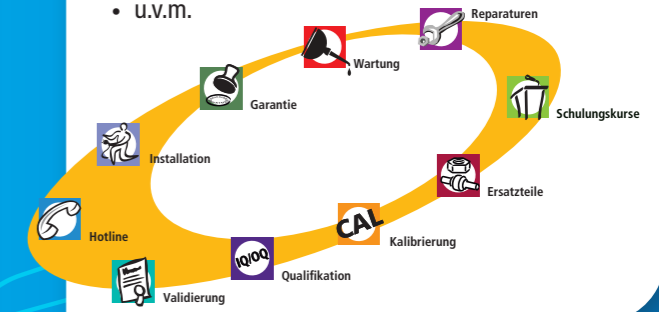 • u.v.m.
Reparaturen
Wartung
Garantie
Schulungskurse
Installation
Ersatzteile
Hotline
CAL
Kalibrierung
IQ/OQ
Qualifikation
Validierung